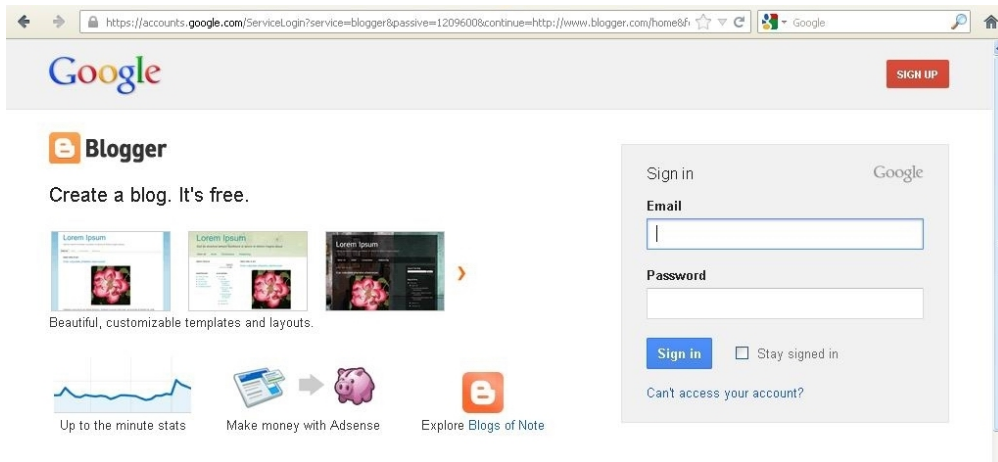 https://accounts.google.com/ServiceLogin?service=blogger&passive=1209600&continue=http://www.blogger.com/home&f
Google
Google
SIGN UP
Blogger
Create a blog. It's free.
Lorem Ipsum
Lorem Ipsum
Lorem Ipsum
Beautiful, customizable templates and layouts.
Up to the minute stats
Make money with Adsense
Explore Blogs of Note
Sign in
Google
Email
Password
Sign in
Stay signed in
Can't access your account?